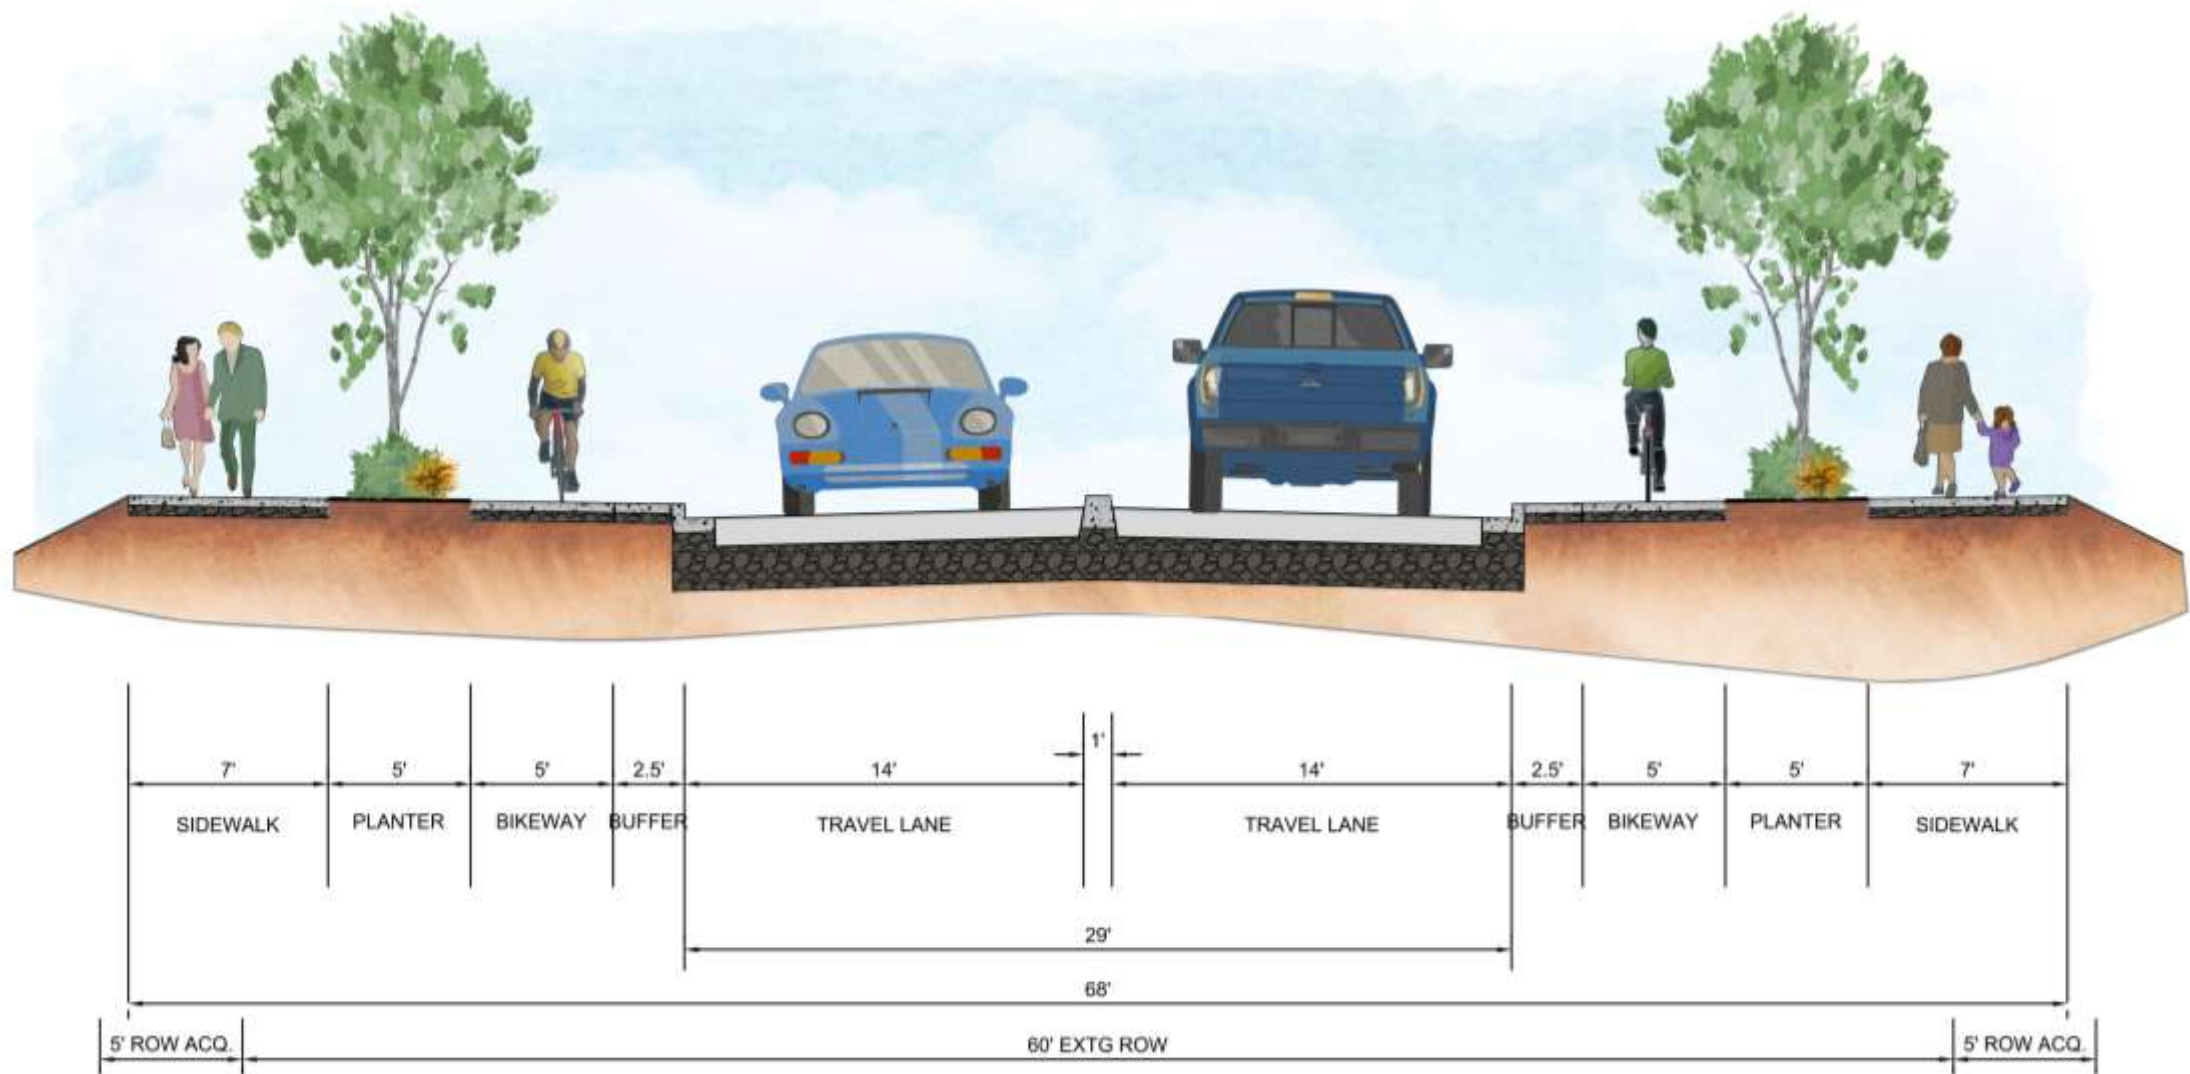 1'
7' 5' 5' 2.5' 14' 14' 2.5' 5' 5' 7'
SIDEWALK PLANTER BIKEWAY BUFFER TRAVEL LANE TRAVEL LANE BUFFER BIKEWAY PLANTER SIDEWALK
29'
68'
5' ROW ACQ. 60' EXTG ROW 5' ROW ACQ.